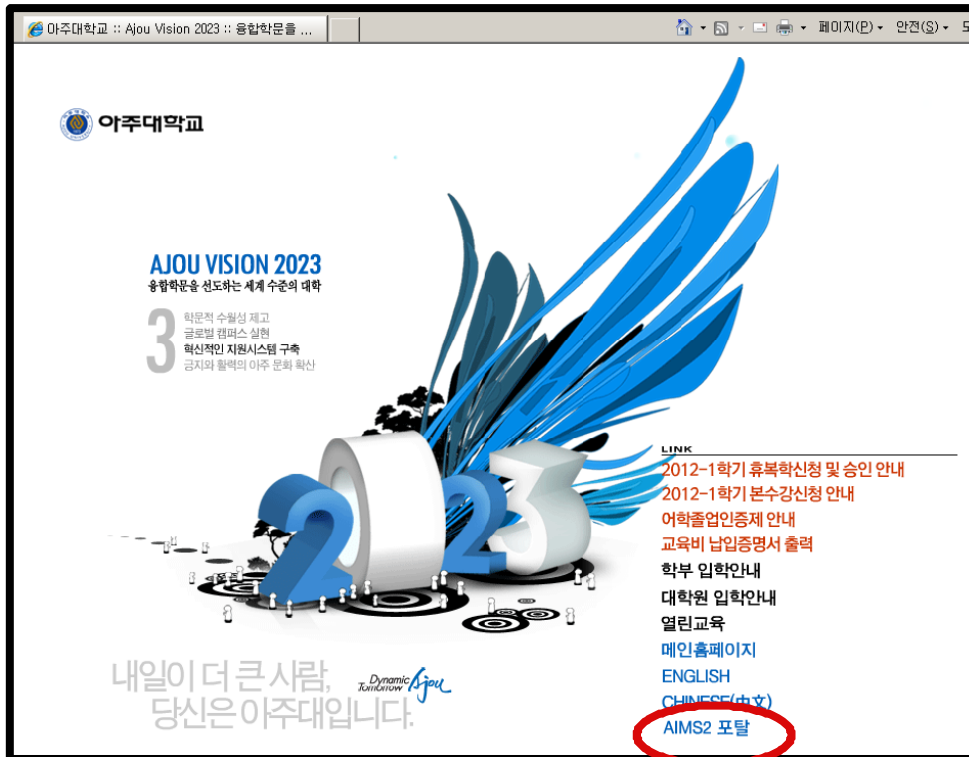 아주대학교 :: Ajou Vision 2023 :: 융합학문을 ...
페이지(P) 안전(S)
아주대학교
AJOU VISION 2023
융합학문을 선도하는 세계 수준의 대학
3
학문적 수월성 제고
글로벌 캠퍼스 실현
혁신적인 지원시스템 구축
긍지와 활력의 아주 문화 확산
2023
LINK
2012-1학기 휴복학신청 및 승인 안내
2012-1학기 본수강신청 안내
어학졸업인증제 안내
교육비 납입증명서 출력
학부 입학안내
대학원 입학안내
열린교육
메인홈페이지
ENGLISH
CHINESE(中文)
AIMS2 포탈
내일이 더 큰 사람,
당신은 아주대입니다.
Dynamic
Tomorrow Ajou